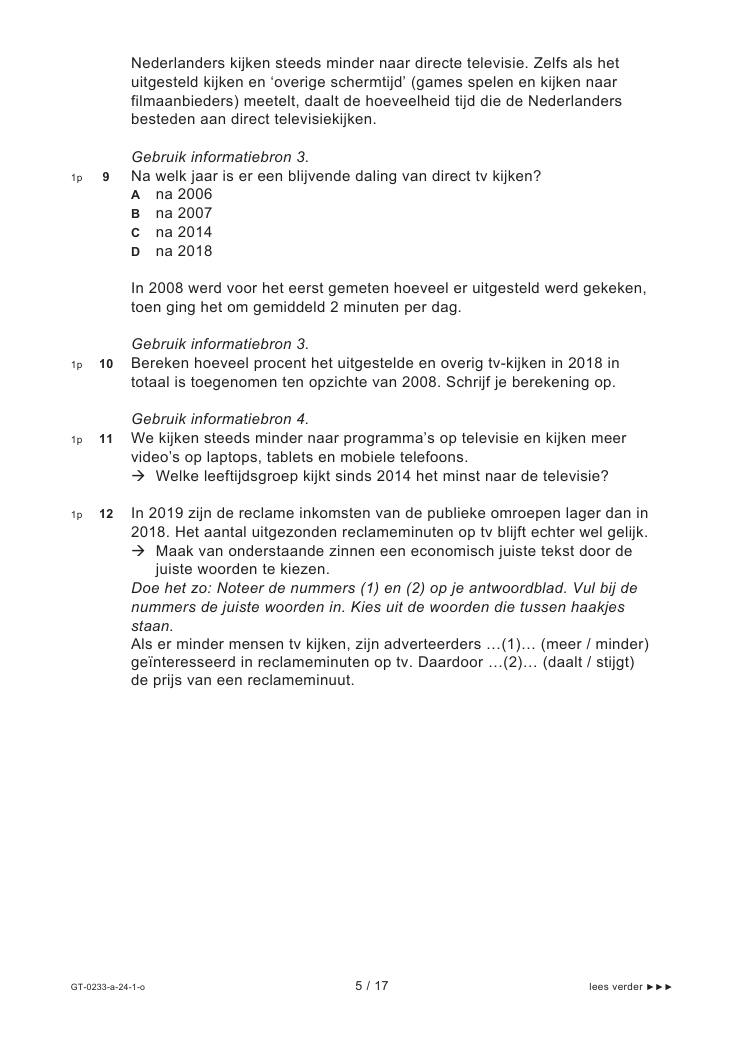 Nederlanders kijken steeds minder naar directe televisie. Zelfs als het
uitgesteld kijken en ‘overige schermtijd’ (games spelen en kijken naar
filmaanbieders) meetelt, daalt de hoeveelheid tijd die de Nederlanders
besteden aan direct televisiekijken.
Gebruik informatiebron 3.
1p 9 Na welk jaar is er een blijvende daling van direct tv kijken?
A na 2006
B na 2007
C na 2014
D na 2018
In 2008 werd voor het eerst gemeten hoeveel er uitgesteld werd gekeken,
toen ging het om gemiddeld 2 minuten per dag.
Gebruik informatiebron 3.
1p 10 Bereken hoeveel procent het uitgestelde en overig tv-kijken in 2018 in
totaal is toegenomen ten opzichte van 2008. Schrijf je berekening op.
Gebruik informatiebron 4.
1p 11 We kijken steeds minder naar programma’s op televisie en kijken meer
video’s op laptops, tablets en mobiele telefoons.
→ Welke leeftijdsgroep kijkt sinds 2014 het minst naar de televisie?
1p 12 In 2019 zijn de reclame inkomsten van de publieke omroepen lager dan in
2018. Het aantal uitgezonden reclameminuten op tv blijft echter wel gelijk.
→ Maak van onderstaande zinnen een economisch juiste tekst door de
juiste woorden te kiezen.
Doe het zo: Noteer de nummers (1) en (2) op je antwoordblad. Vul bij de
nummers de juiste woorden in. Kies uit de woorden die tussen haakjes
staan.
Als er minder mensen tv kijken, zijn adverteerders …(1)… (meer / minder)
geïnteresseerd in reclameminuten op tv. Daardoor …(2)… (daalt / stijgt)
de prijs van een reclameminuut.
GT-0233-a-24-1-o 5 / 17 lees verder ►►►